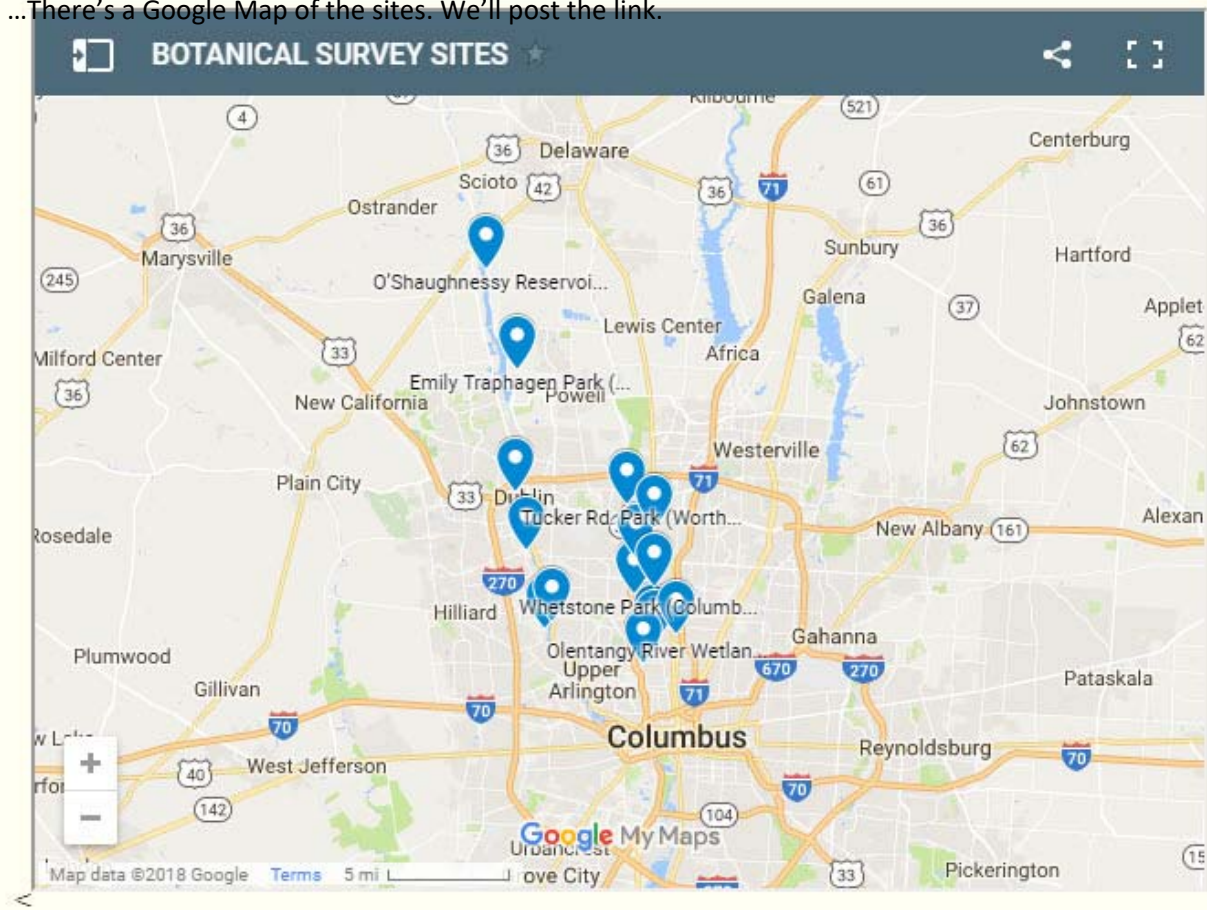 …There's a Google Map of the sites. We'll post the link.
BOTANICAL SURVEY SITES
4
521
36
Delaware
Centerburg
Scioto
42
36
71
61
Ostrander
36
36
Marysville
Sunbury
Hartford
245
O'Shaughnessy Reservoi...
Galena
37
Applet
Lewis Center
62
33
Africa
Milford Center
Emily Traphagen Park (...
Powell
36
New California
Johnstown
Westerville
62
71
Plain City
33
Dublin
Tucker Rd. Park (Worth...
New Albany
161
Alexan
Rosedale
270
Hilliard
Whetstone Park (Columb...
Gahanna
Olentangy River Wetlan...
Plumwood
Upper
Arlington
670
270
Pataskala
Gillivan
71
70
70
Columbus
Reynoldsburg
70
+
40
West Jefferson
70
142
104
−
Google My Maps
Map data ©2018 Google Terms 5 mi
ove City
33
Pickerington
<